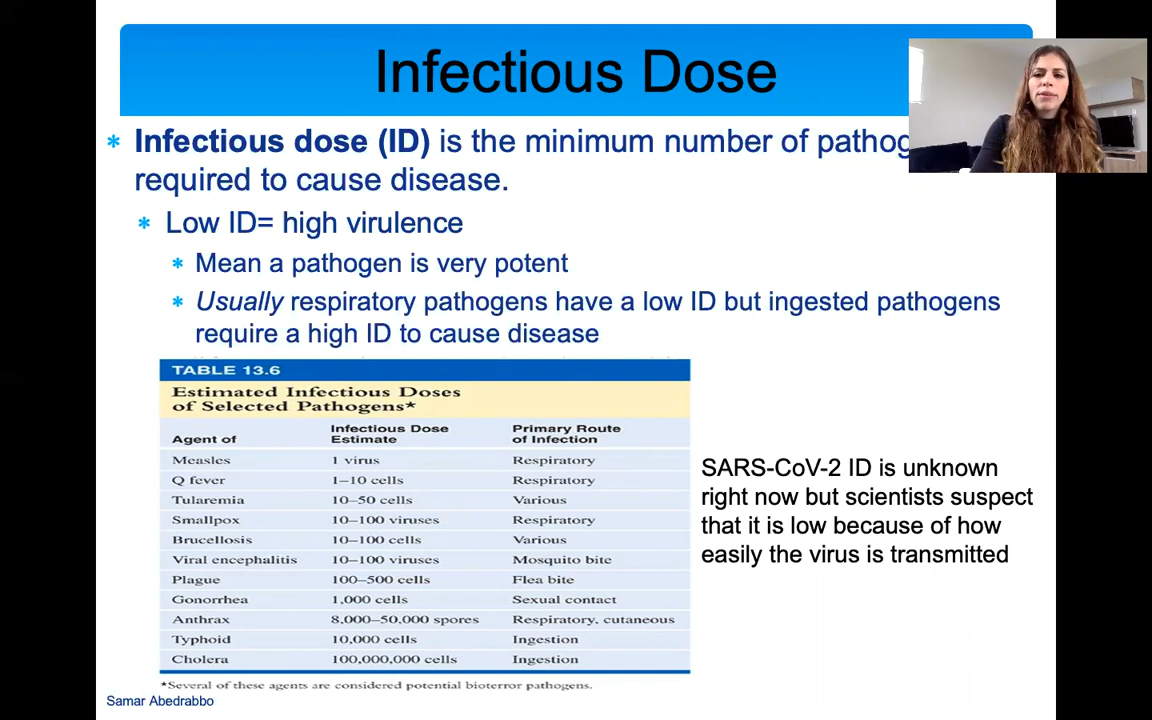 Infectious Dose
* Infectious dose (ID) is the minimum number of
required to cause disease.
* Low ID= high virulence
* Mean a pathogen is very potent
* Usually respiratory pathogens have a low ID but ingested pathogens
require a high ID to cause disease
TABLE 13.6
Estimated Infectious Doses
of Selected Pathogens*
Agent of Infectious Dose Estimate Primary Route of Infection
Measles 1 virus Respiratory
Q fever 1–10 cells Respiratory
Tularemia 10–50 cells Various
Smallpox 10–100 viruses Respiratory
Brucellosis 10–100 cells Various
Viral encephalitis 10–100 viruses Mosquito bite
Plague 100–500 cells Flea bite
Gonorrhea 1,000 cells Sexual contact
Anthrax 8,000–50,000 spores Respiratory, cutaneous
Typhoid 10,000 cells Ingestion
Cholera 100,000,000 cells Ingestion
*Several of these agents are considered potential bioterror pathogens.
SARS-CoV-2 ID is unknown
right now but scientists suspect
that it is low because of how
easily the virus is transmitted
Samar Abedrabbo